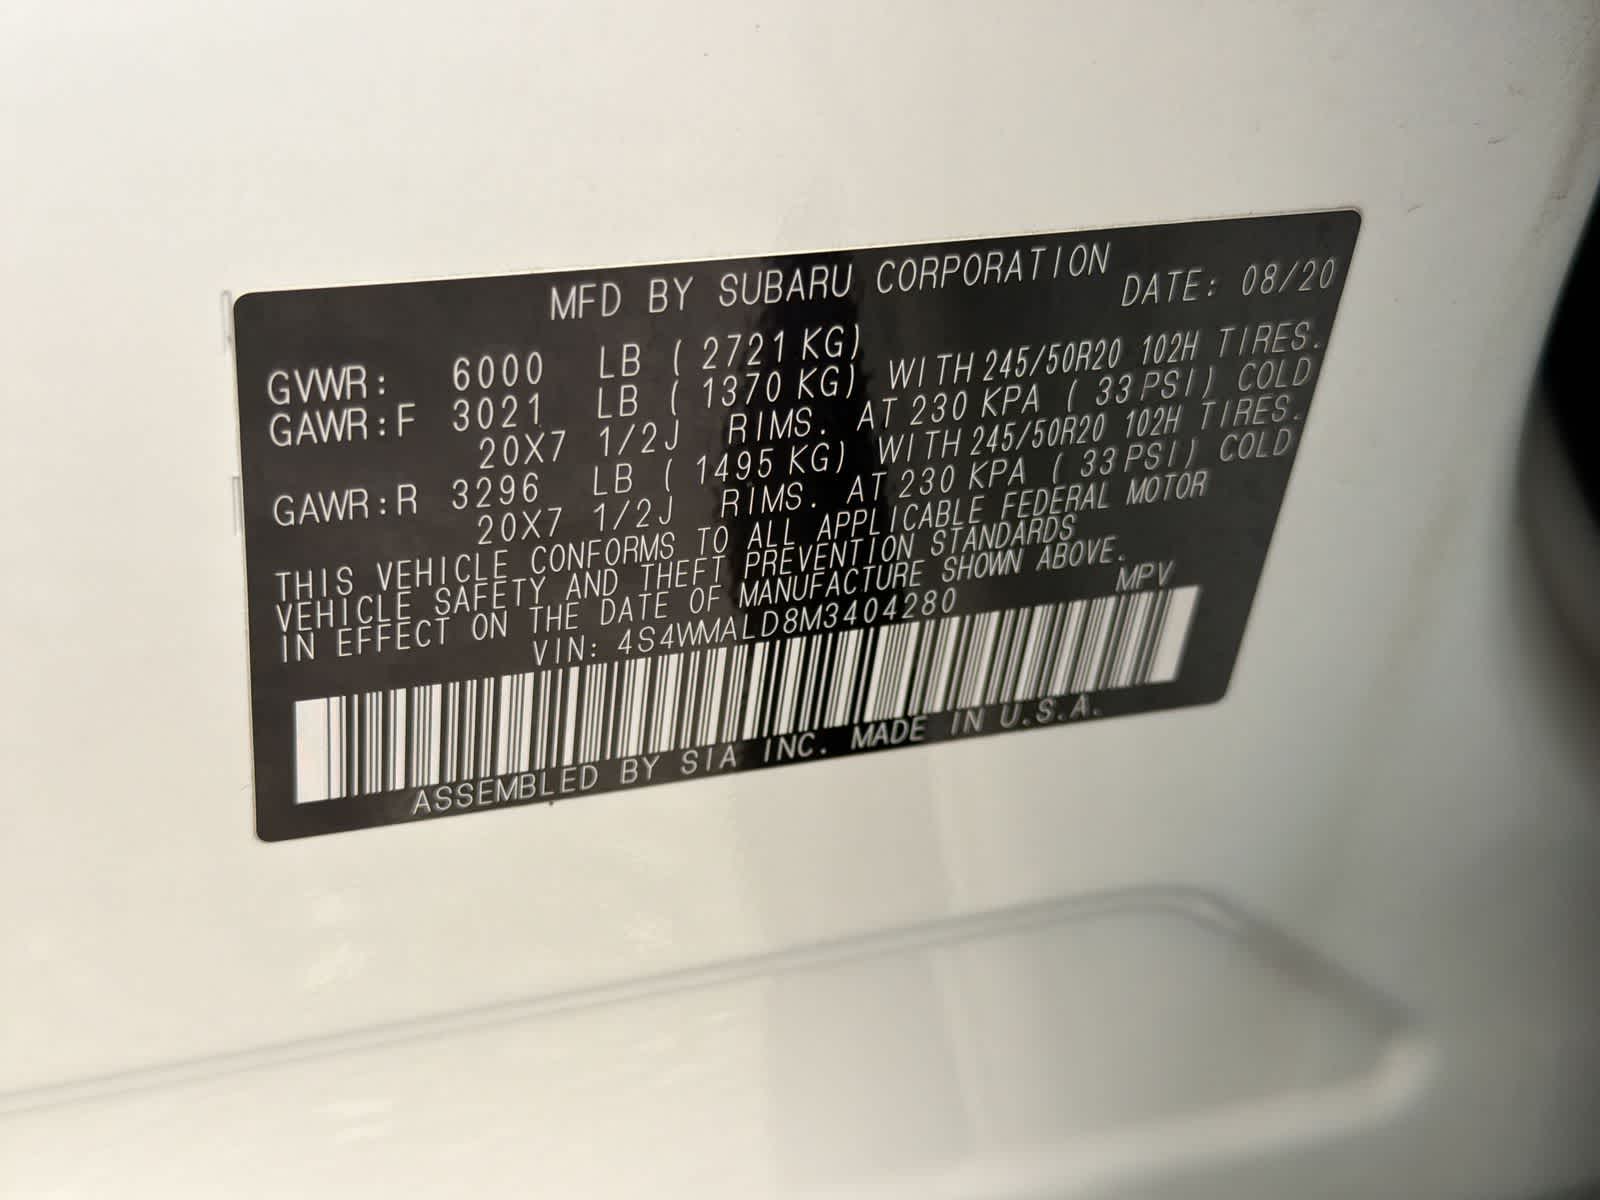 MFD BY SUBARU CORPORATION
DATE: 08/20
GVWR: 6000 LB ( 2721 KG)
GAWR:F 3021 LB ( 1370 KG) WITH 245/50R20 102H TIRES.
20X7 1/2J RIMS. AT 230 KPA ( 33 PSI) COLD
GAWR:R 3296 LB ( 1495 KG) WITH 245/50R20 102H TIRES.
20X7 1/2J RIMS. AT 230 KPA ( 33 PSI) COLD
THIS VEHICLE CONFORMS TO ALL APPLICABLE FEDERAL MOTOR
VEHICLE SAFETY AND THEFT PREVENTION STANDARDS
IN EFFECT ON THE DATE OF MANUFACTURE SHOWN ABOVE.
VIN: 4S4WMALD8M3404280 MPV
ASSEMBLED BY SIA INC. MADE IN U.S.A.